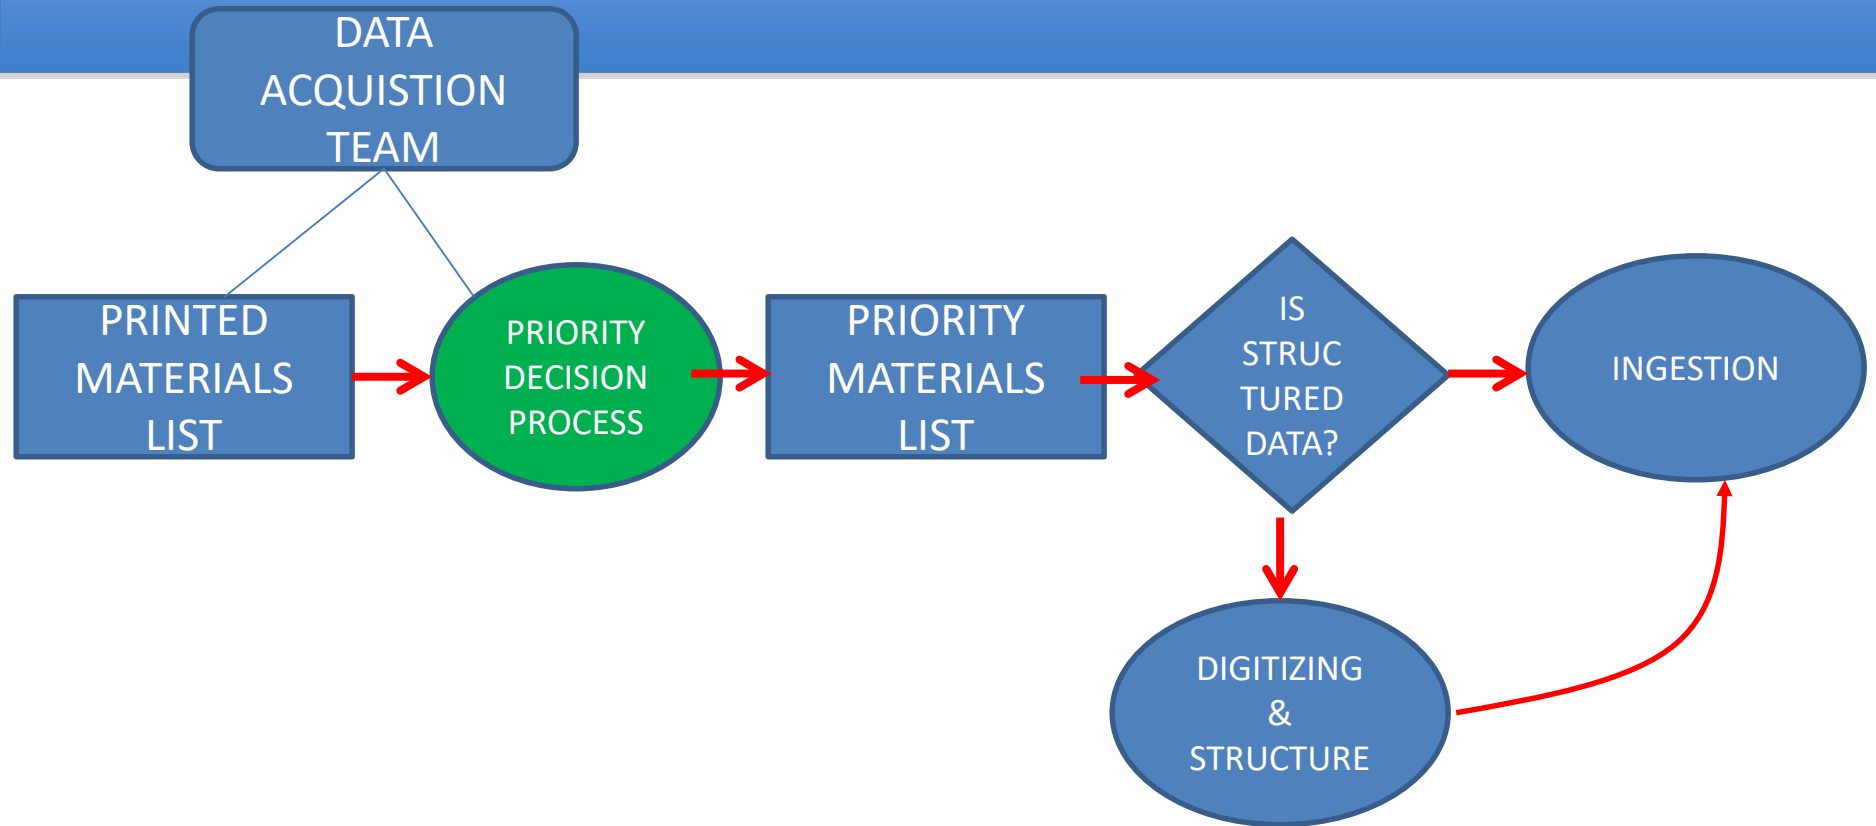 DATA
ACQUISTION
TEAM
PRINTED
MATERIALS
LIST
PRIORITY
DECISION
PROCESS
PRIORITY
MATERIALS
LIST
IS
STRUC
TURED
DATA?
INGESTION
DIGITIZING
&
STRUCTURE